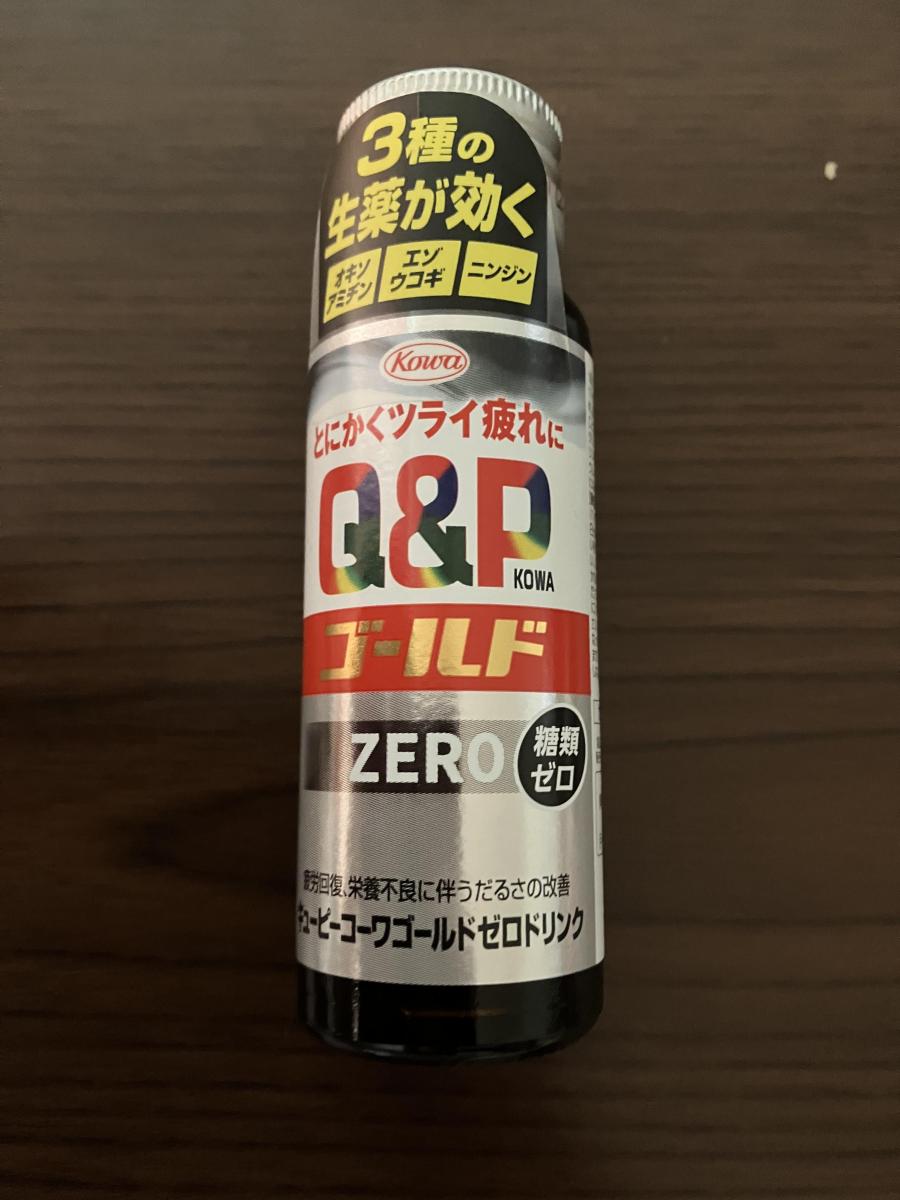 3種の
生薬が効く
オキソ
アミヂン
エゾ
ウコギ
ニンジン
Kowa
とにかくツライ疲れに
Q&P
KOWA
ゴールド
ZERO
糖類
ゼロ
疲労回復、栄養不良に伴うだるさの改善
キューピーコーワゴールドゼロドリンク